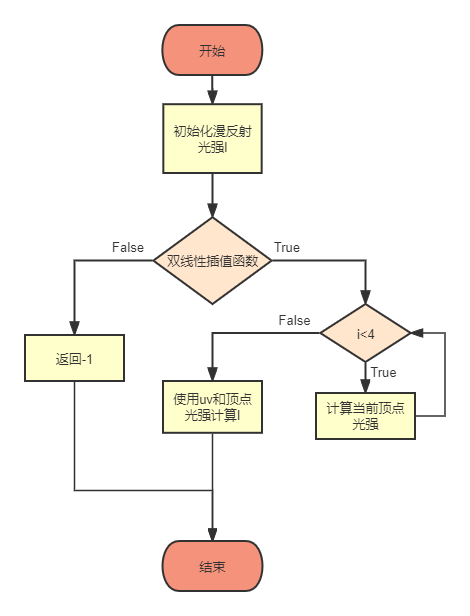 开始
初始化漫反射
光强I
False
True
双线性插值函数
False
i<4
True
返回-1
使用uv和顶点
光强计算I
计算当前顶点
光强
结束